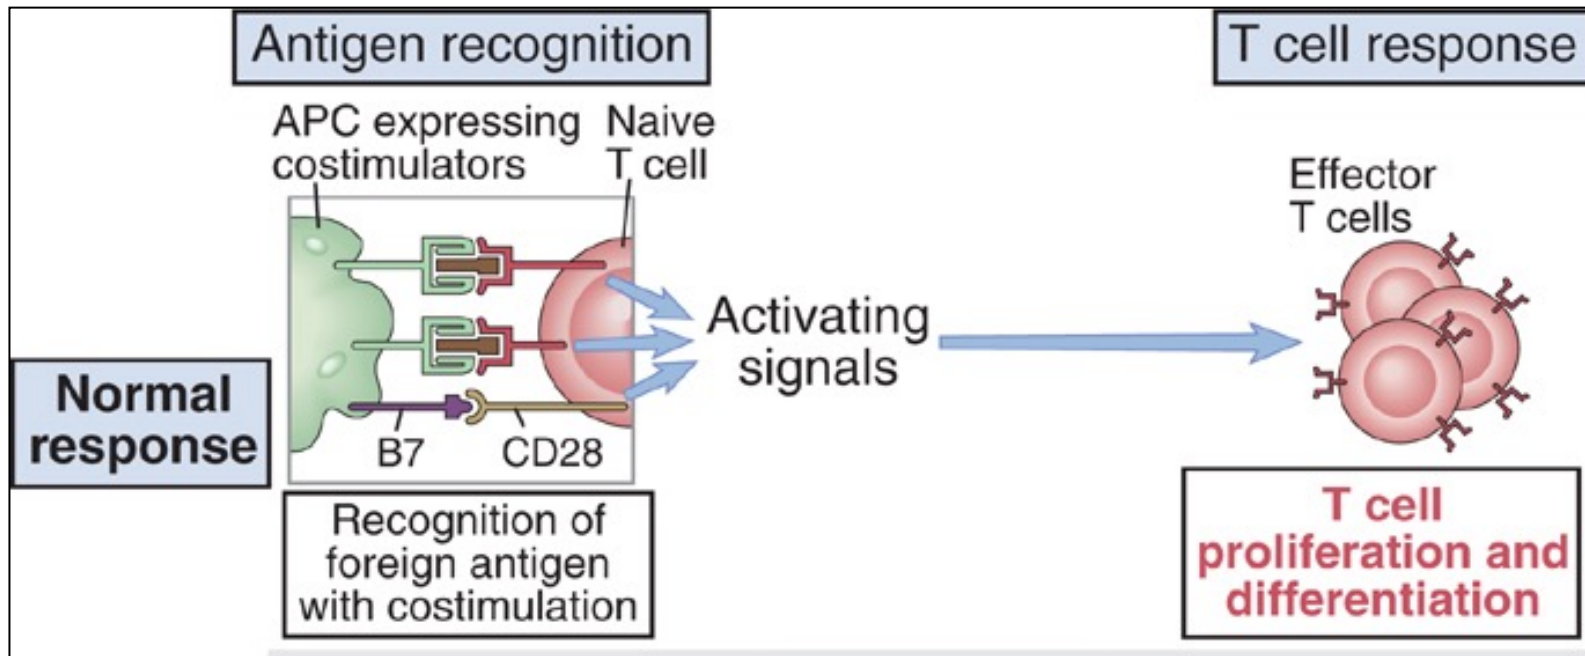 Antigen recognition
T cell response
APC expressing
costimulators
Naive
T cell
Effector
T cells
Activating
signals
Normal
response
B7
CD28
Recognition of
foreign antigen
with costimulation
T cell
proliferation and
differentiation